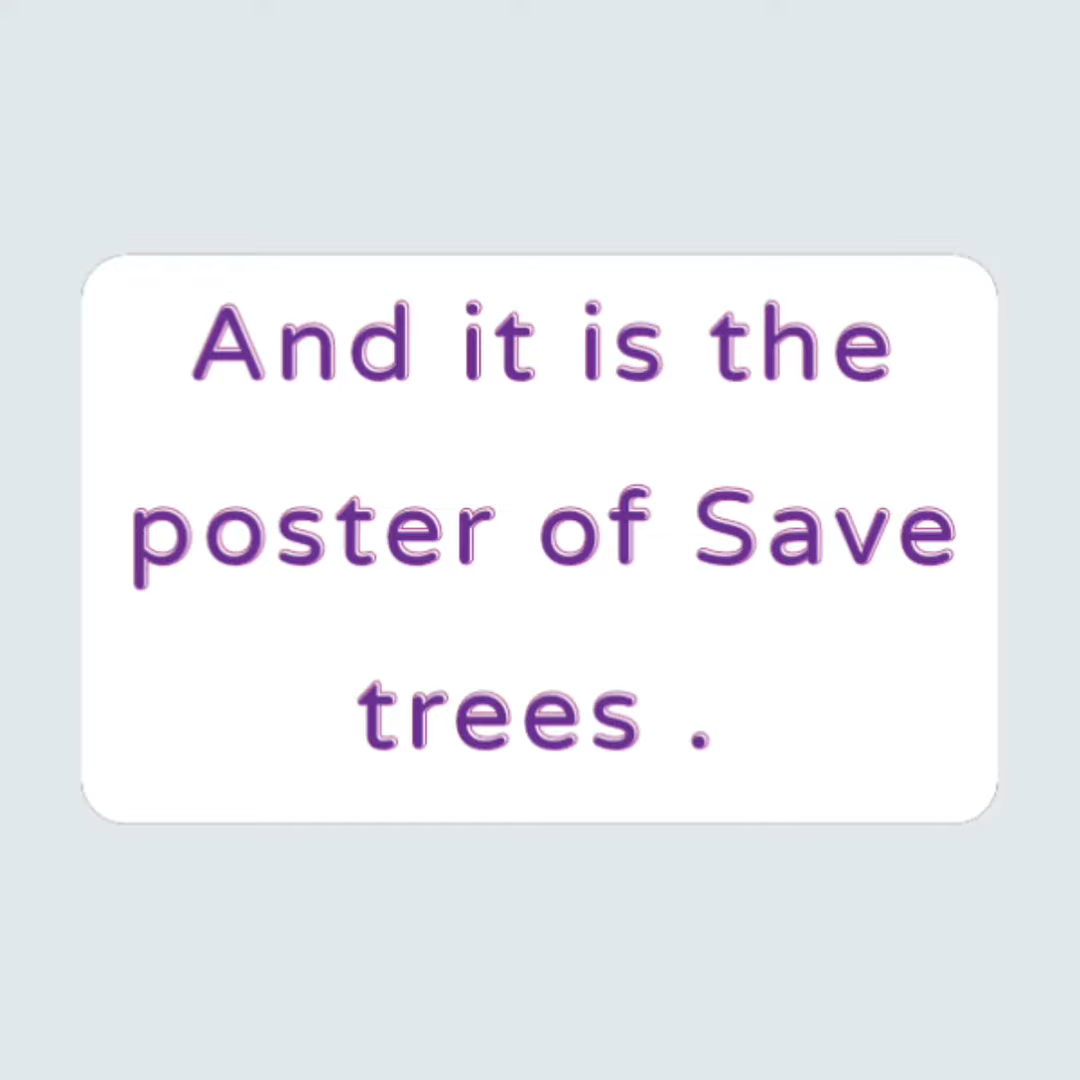 And it is the
poster of Save
trees .